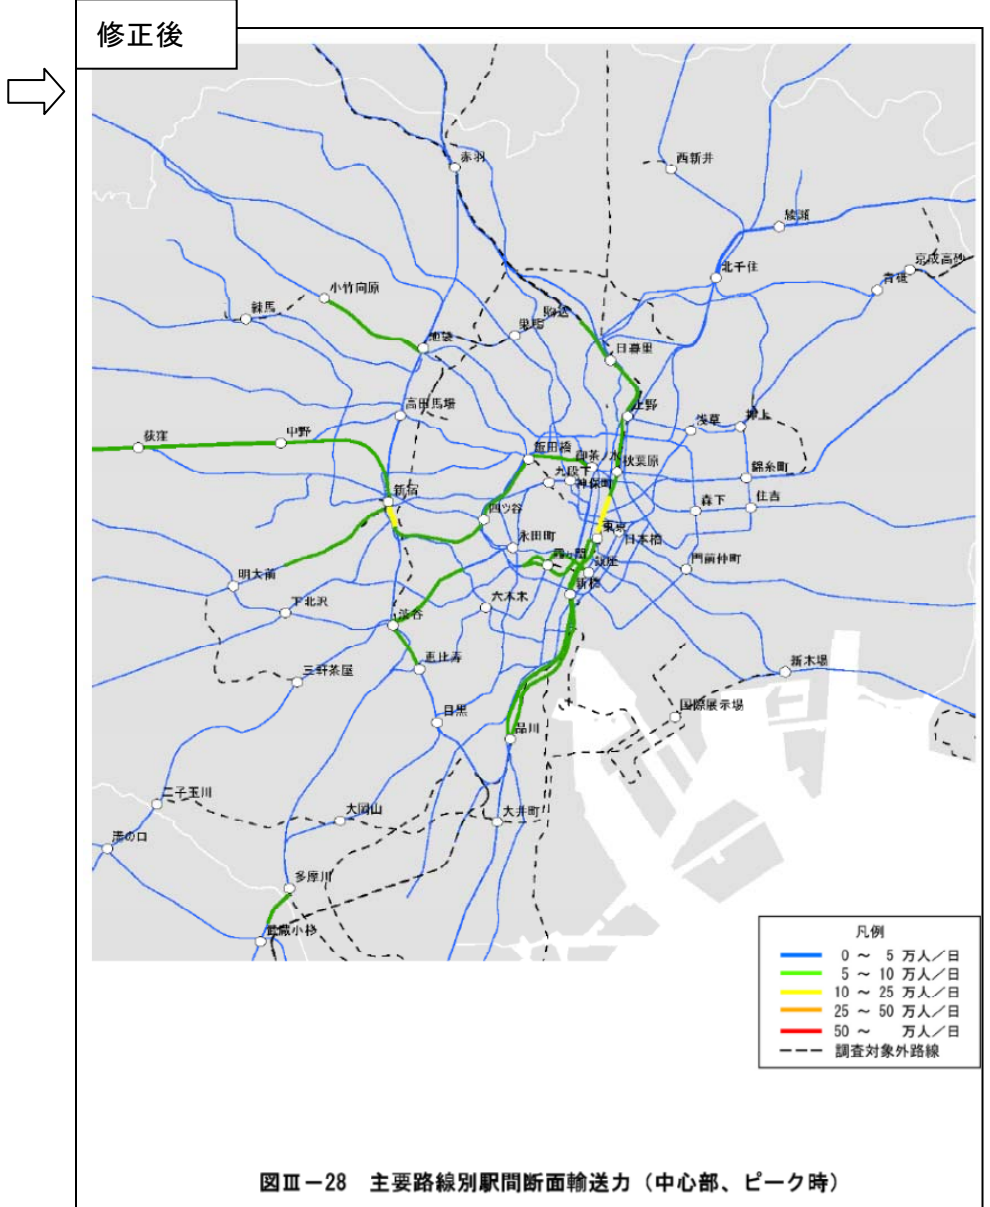 修正後
赤羽
西新井
綾瀬
京成高砂
青砥
北千住
小竹向原
練馬
駒込
巣鴨
池袋
日暮里
高田馬場
上野
浅草
押上
荻窪
中野
飯田橋
御茶ノ水
秋葉原
九段下
神保町
錦糸町
新宿
四ツ谷
森下
住吉
東京
日本橋
永田町
霞ヶ関
銀座
門前仲町
明大前
新橋
下北沢
六本木
渋谷
恵比寿
三軒茶屋
新木場
国際展示場
目黒
品川
二子玉川
大岡山
大井町
溝の口
多摩川
武蔵小杉
凡例
0 ～ 5 万人／日
5 ～ 10 万人／日
10 ～ 25 万人／日
25 ～ 50 万人／日
50 ～ 万人／日
調査対象外路線
図Ⅲ－28 主要路線別駅間断面輸送力（中心部、ピーク時）